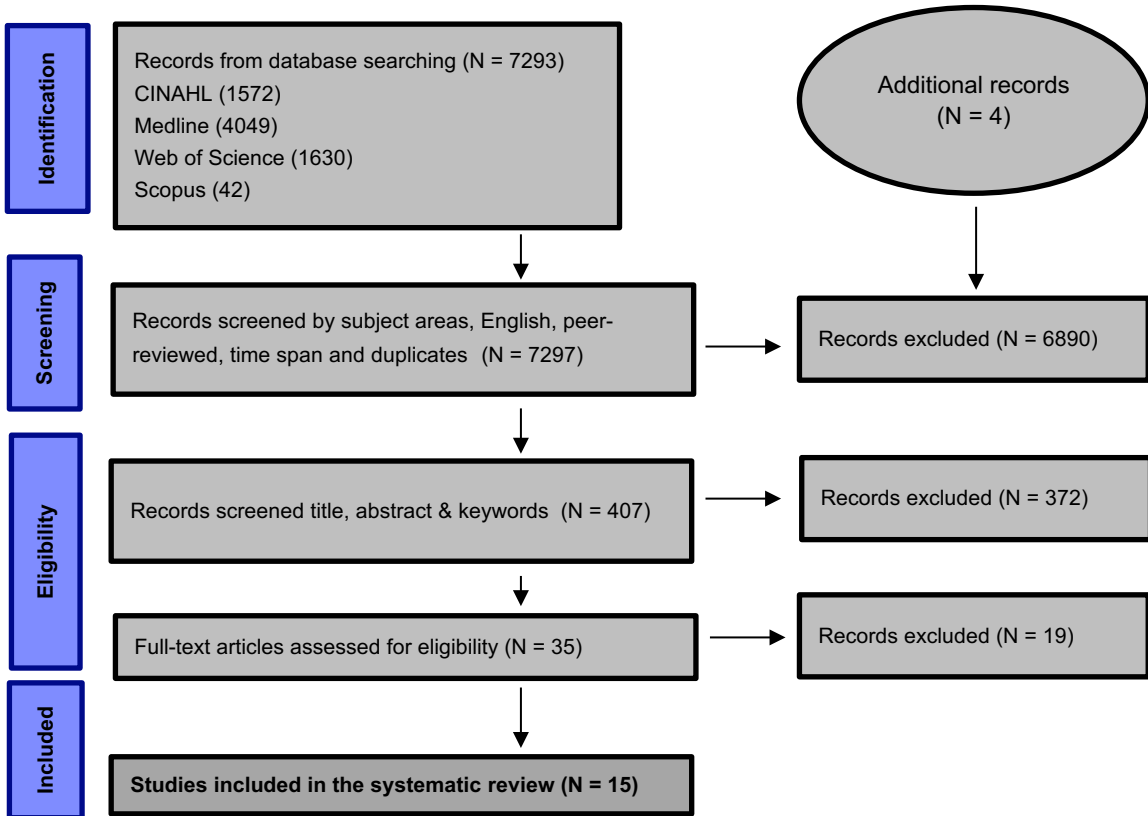 Identification
Records from database searching (N = 7293)
CINAHL (1572)
Medline (4049)
Web of Science (1630)
Scopus (42)
Additional records
(N = 4)
Screening
Records screened by subject areas, English, peer-
reviewed, time span and duplicates (N = 7297)
Records excluded (N = 6890)
Eligibility
Records screened title, abstract & keywords (N = 407)
Records excluded (N = 372)
Full-text articles assessed for eligibility (N = 35)
Records excluded (N = 19)
Included
Studies included in the systematic review (N = 15)